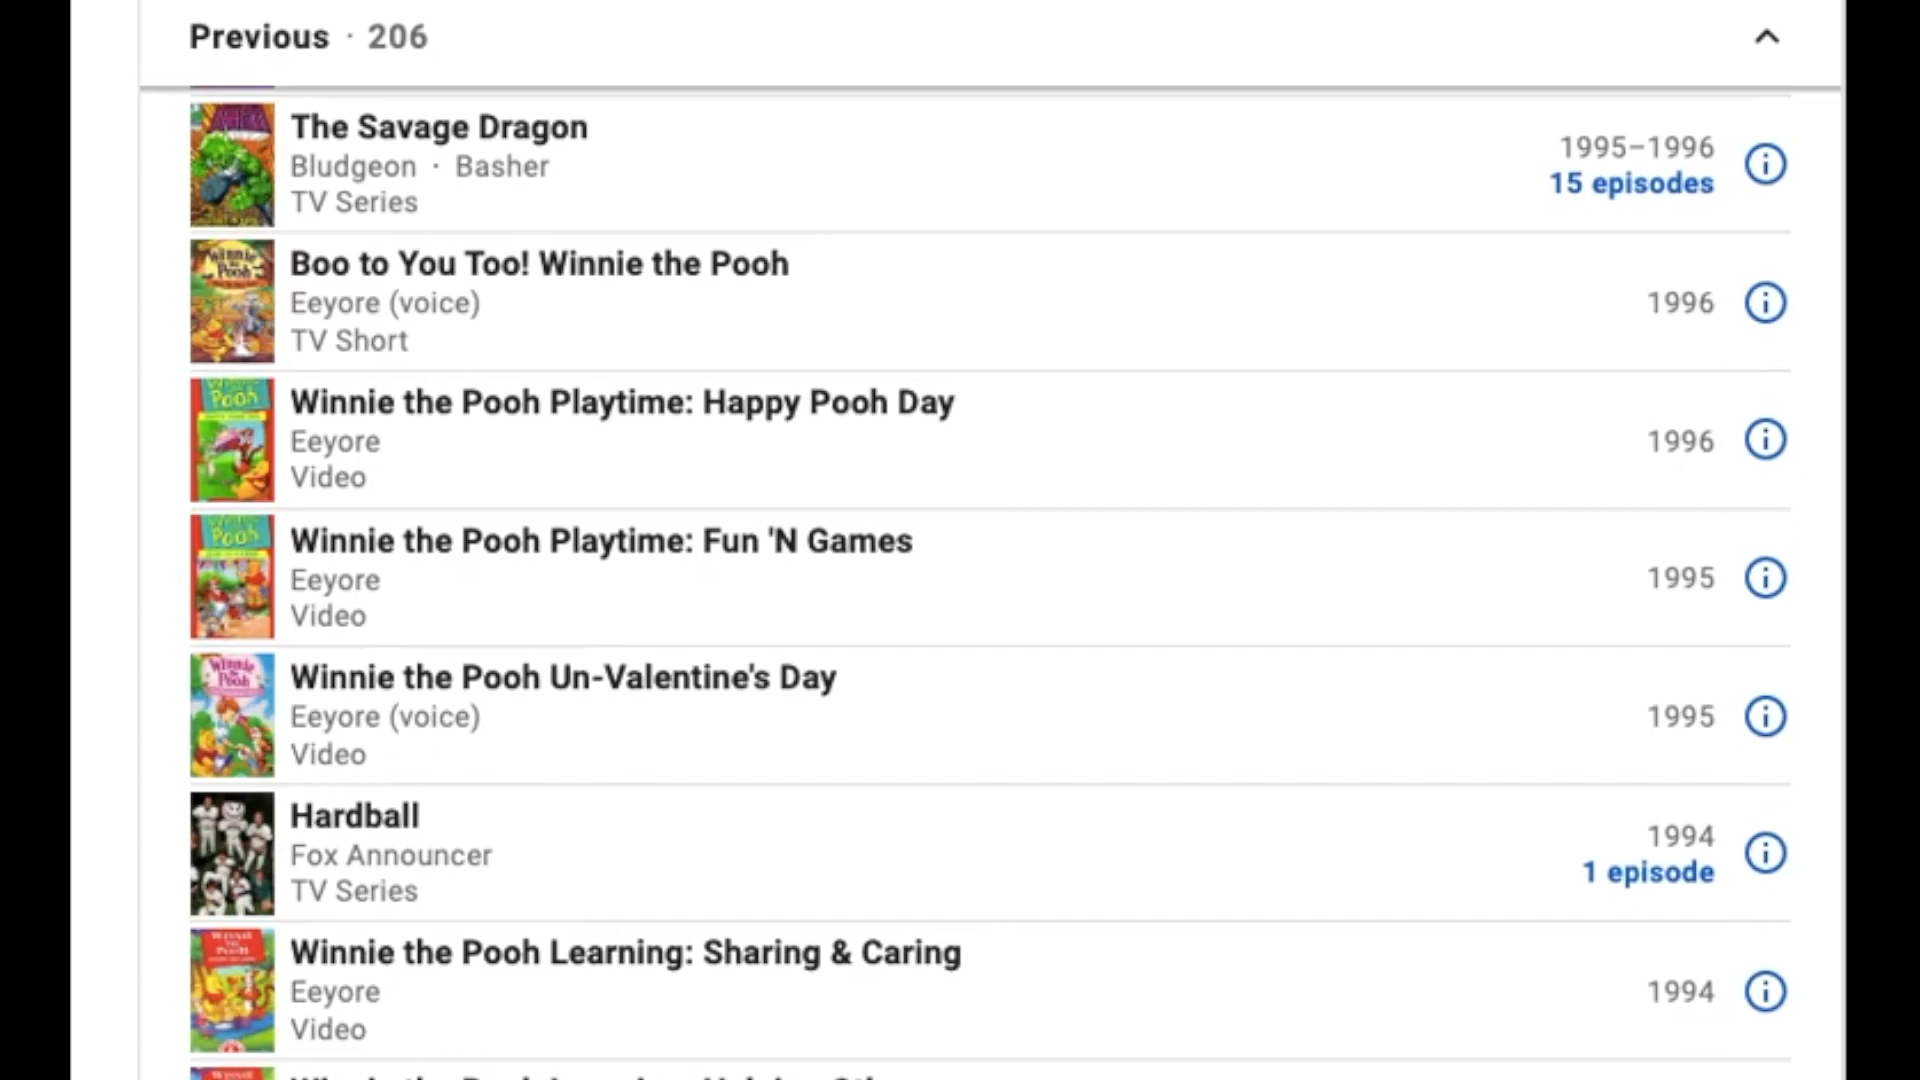 Previous · 206
The Savage Dragon
Bludgeon · Basher
TV Series
1995–1996
15 episodes
Boo to You Too! Winnie the Pooh
Eeyore (voice)
TV Short
1996
Winnie the Pooh Playtime: Happy Pooh Day
Eeyore
Video
1996
Winnie the Pooh Playtime: Fun 'N Games
Eeyore
Video
1995
Winnie the Pooh Un-Valentine's Day
Eeyore (voice)
Video
1995
Hardball
Fox Announcer
TV Series
1994
1 episode
Winnie the Pooh Learning: Sharing & Caring
Eeyore
Video
1994